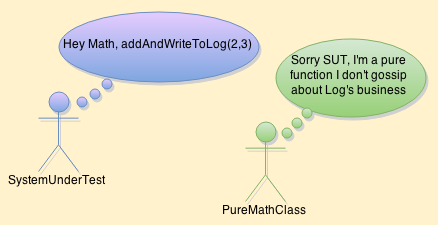 Hey Math, addAndWriteToLog(2,3)
Sorry SUT, I'm a pure
function I don't gossip
about Log's business
SystemUnderTest
PureMathClass